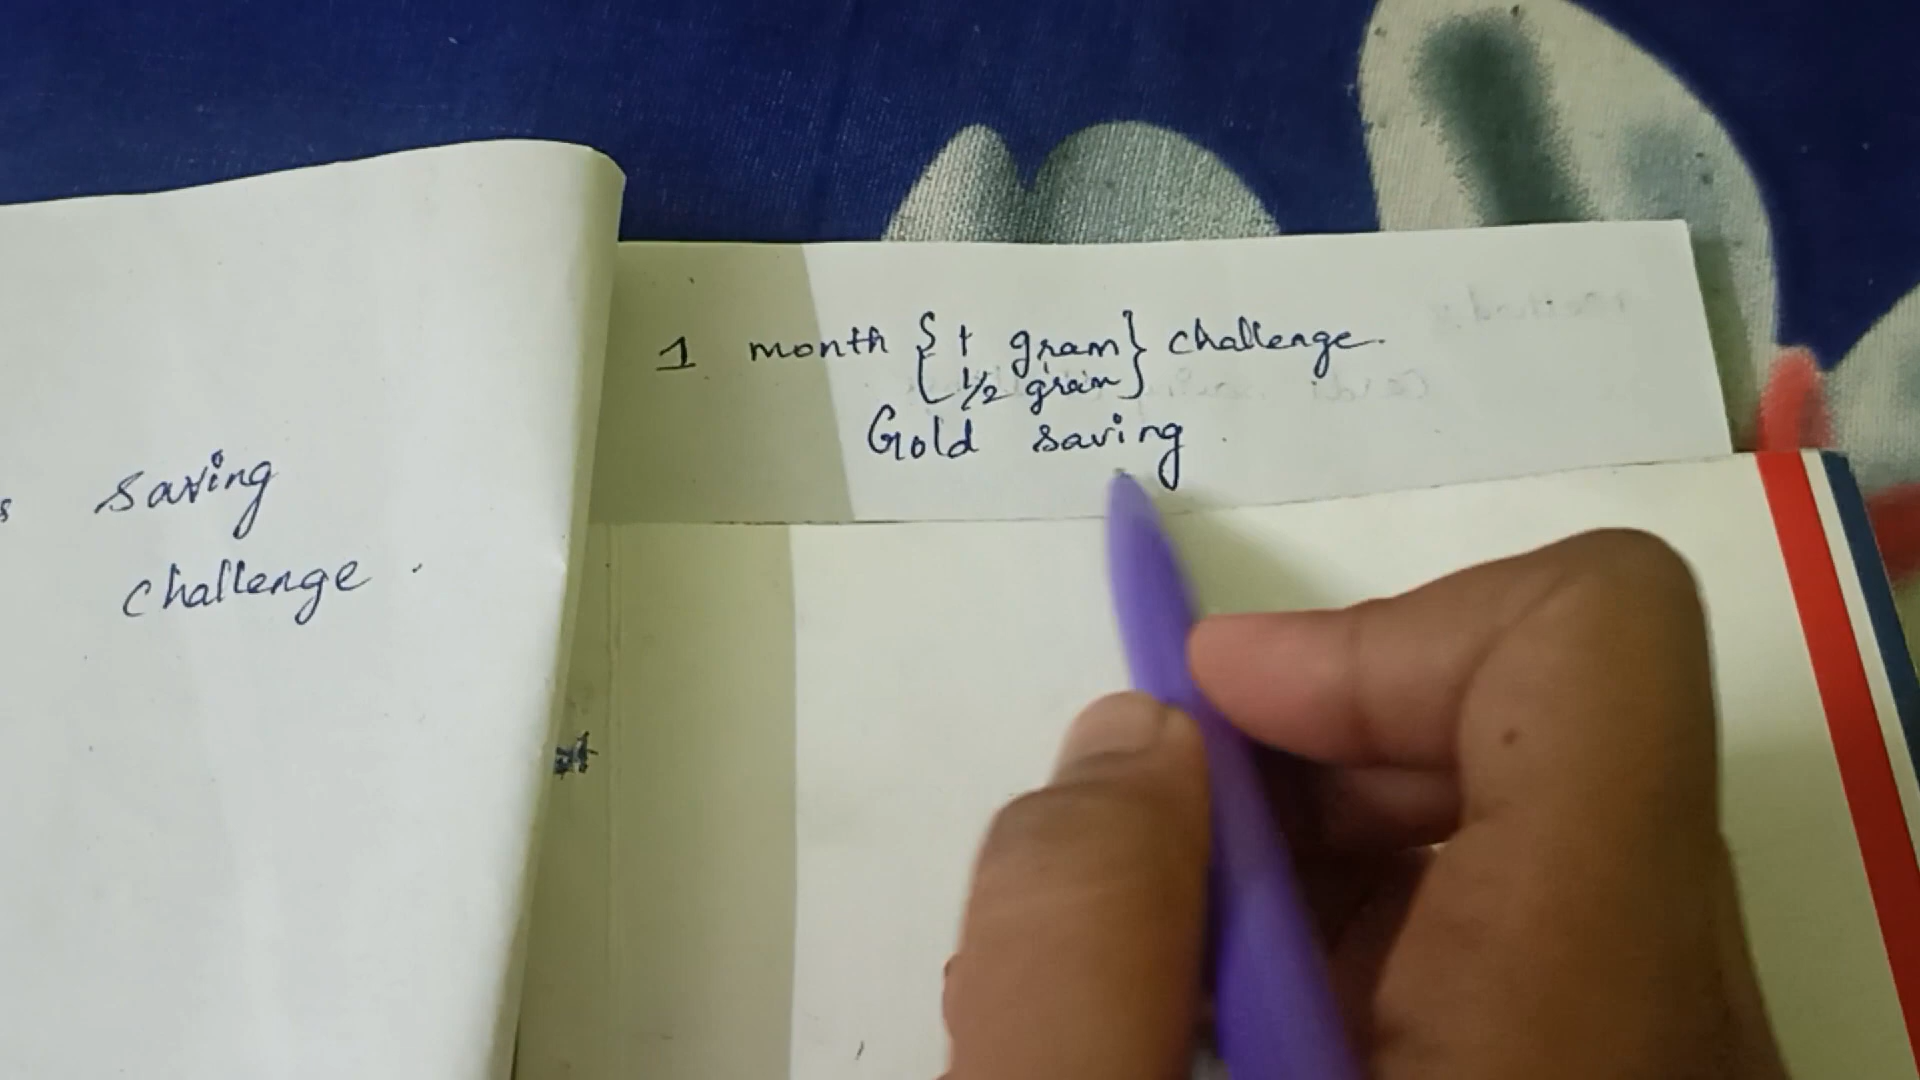 saving
challenge.
1 month { 1 gram } challenge.
{ 1/2 gram }
Gold saving